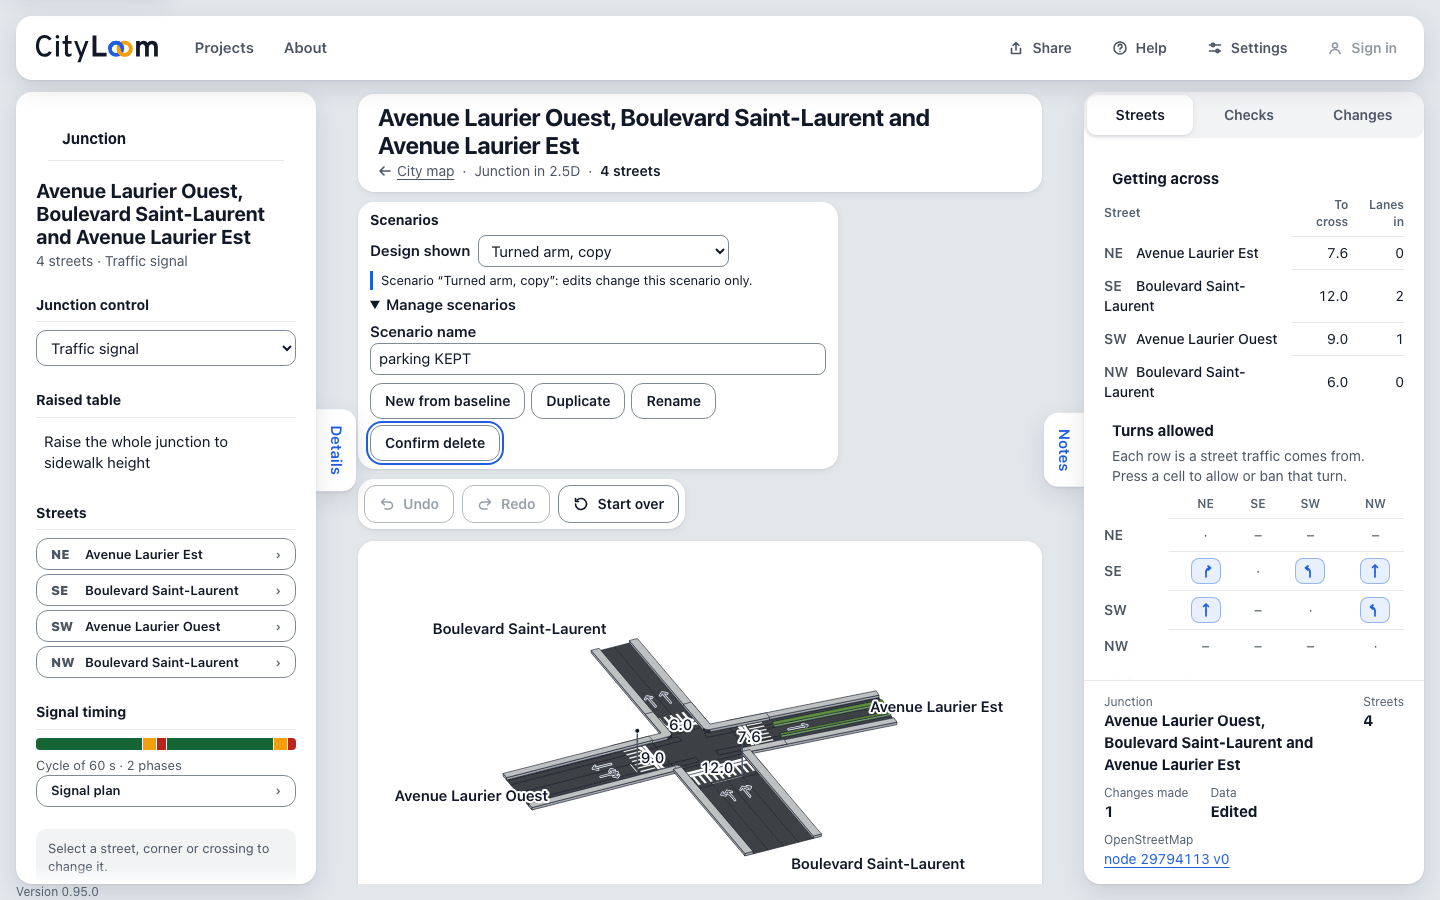 CityLoom
Projects
About
Share
Help
Settings
Sign in
Junction
Avenue Laurier Ouest,
Boulevard Saint-Laurent
and Avenue Laurier Est
4 streets · Traffic signal
Junction control
Traffic signal
Raised table
Raise the whole junction to
sidewalk height
Streets
NE Avenue Laurier Est ›
SE Boulevard Saint-Laurent ›
SW Avenue Laurier Ouest ›
NW Boulevard Saint-Laurent ›
Signal timing
Cycle of 60 s · 2 phases
Signal plan ›
Select a street, corner or crossing to
change it.
Version 0.95.0
Details
Avenue Laurier Ouest, Boulevard Saint-Laurent and
Avenue Laurier Est
← City map · Junction in 2.5D · 4 streets
Scenarios
Design shown Turned arm, copy
Scenario “Turned arm, copy”: edits change this scenario only.
▼ Manage scenarios
Scenario name
parking KEPT
New from baseline
Duplicate
Rename
Confirm delete
Undo
Redo
Start over
Boulevard Saint-Laurent
Avenue Laurier Est
6.0
7.6
9.0
12.0
Avenue Laurier Ouest
Boulevard Saint-Laurent
Notes
Streets
Checks
Changes
Getting across
Street To cross Lanes in
NE Avenue Laurier Est 7.6 0
SE Boulevard Saint-
Laurent 12.0 2
SW Avenue Laurier Ouest 9.0 1
NW Boulevard Saint-
Laurent 6.0 0
Turns allowed
Each row is a street traffic comes from.
Press a cell to allow or ban that turn.
NE SE SW NW
NE · – – –
SE ↱ · ↰ ↑
SW ↑ – · ↰
NW – – – ·
Junction
Avenue Laurier Ouest,
Boulevard Saint-Laurent and
Avenue Laurier Est
Streets
4
Changes made
1
Data
Edited
OpenStreetMap
node 29794113 v0